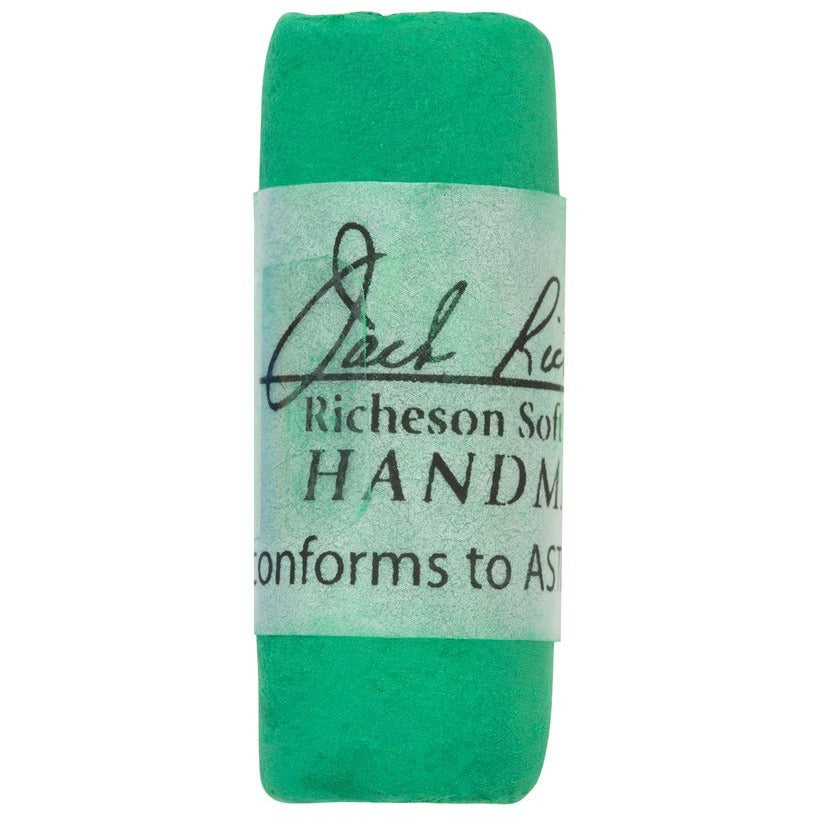 Jack Ric
Richeson Soft
HANDM
conforms to AST